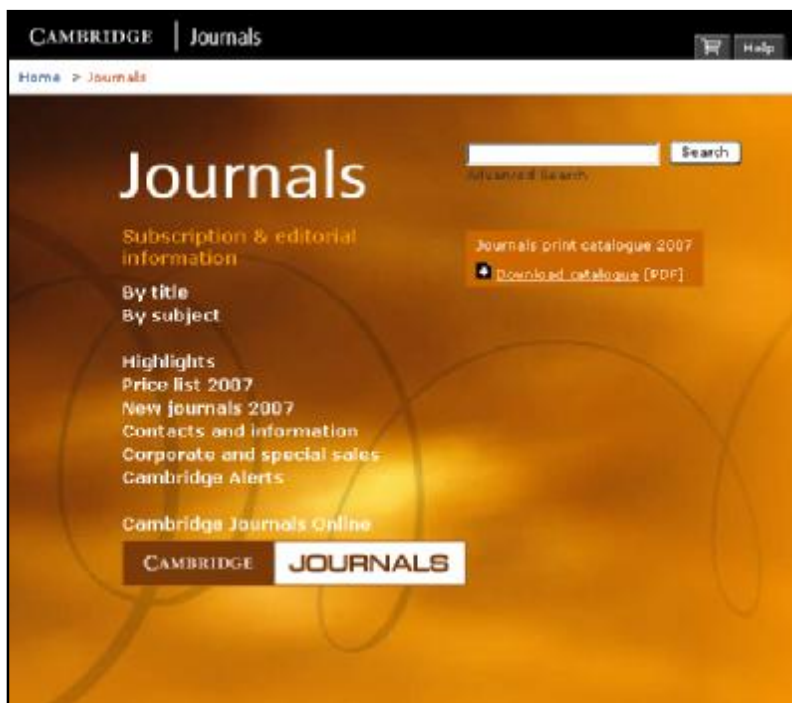 CAMBRIDGE Journals
Help
Home > Journals
Journals
Search
Advanced Search
Subscription & editorial
information
Journals print catalogue 2007
Download catalogue [PDF]
By title
By subject
Highlights
Price list 2007
New journals 2007
Contacts and information
Corporate and special sales
Cambridge Alerts
Cambridge Journals Online
CAMBRIDGE JOURNALS